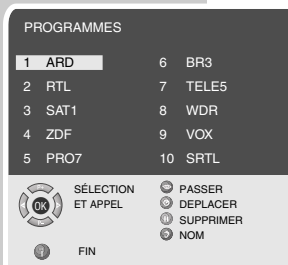 PROGRAMMES
1 ARD 6 BR3
2 RTL 7 TELE5
3 SAT1 8 WDR
4 ZDF 9 VOX
5 PRO7 10 SRTL
SÉLECTION PASSER
OK ET APPEL DEPLACER
SUPPRIMER
NOM
i FIN